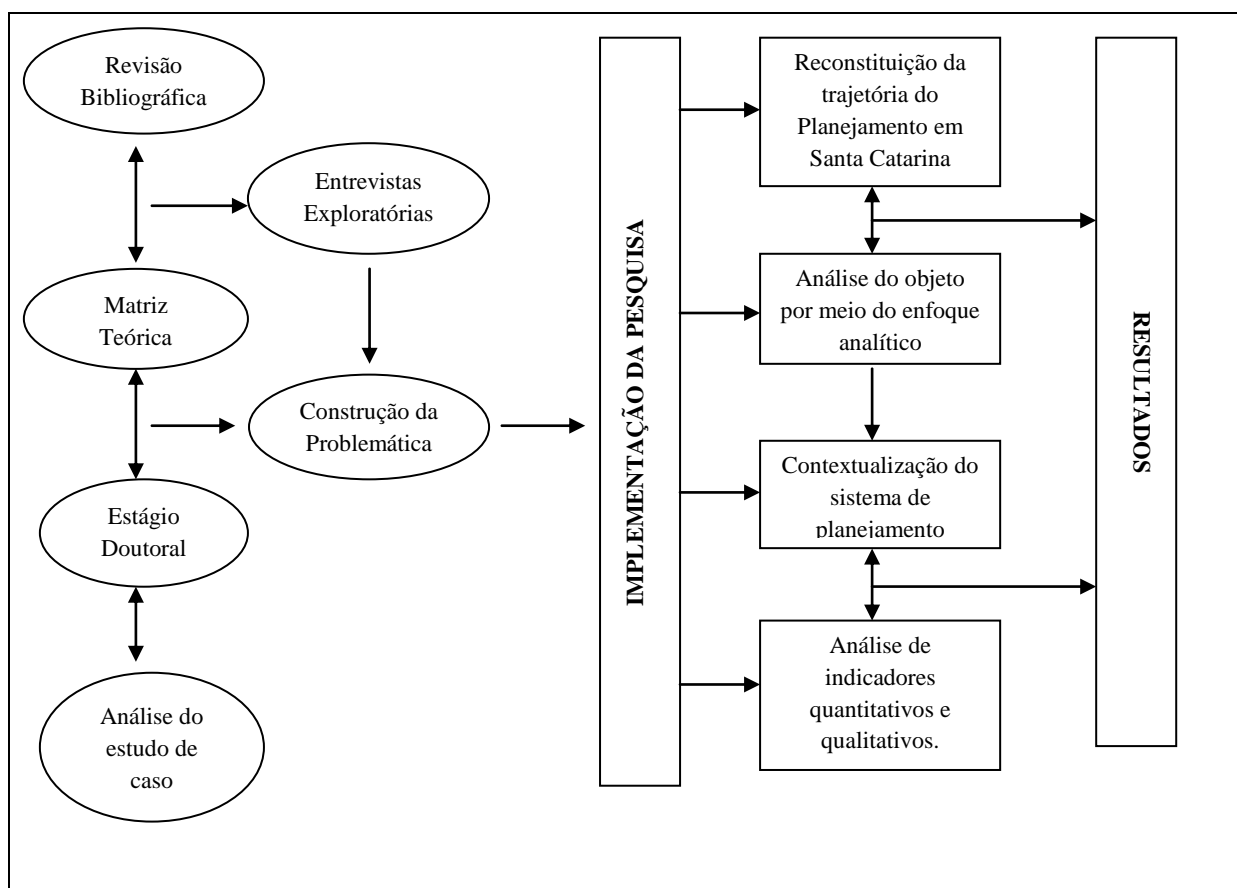 Revisão
Bibliográfica
Entrevistas
Exploratórias
Matriz
Teórica
Construção da
Problemática
Estágio
Doutoral
Análise do
estudo de
caso
IMPLEMENTAÇÃO DA PESQUISA
Reconstituição da
trajetória do
Planejamento em
Santa Catarina
Análise do objeto
por meio do enfoque
analítico
Contextualização do
sistema de
planejamento
Análise de
indicadores
quantitativos e
qualitativos.
RESULTADOS